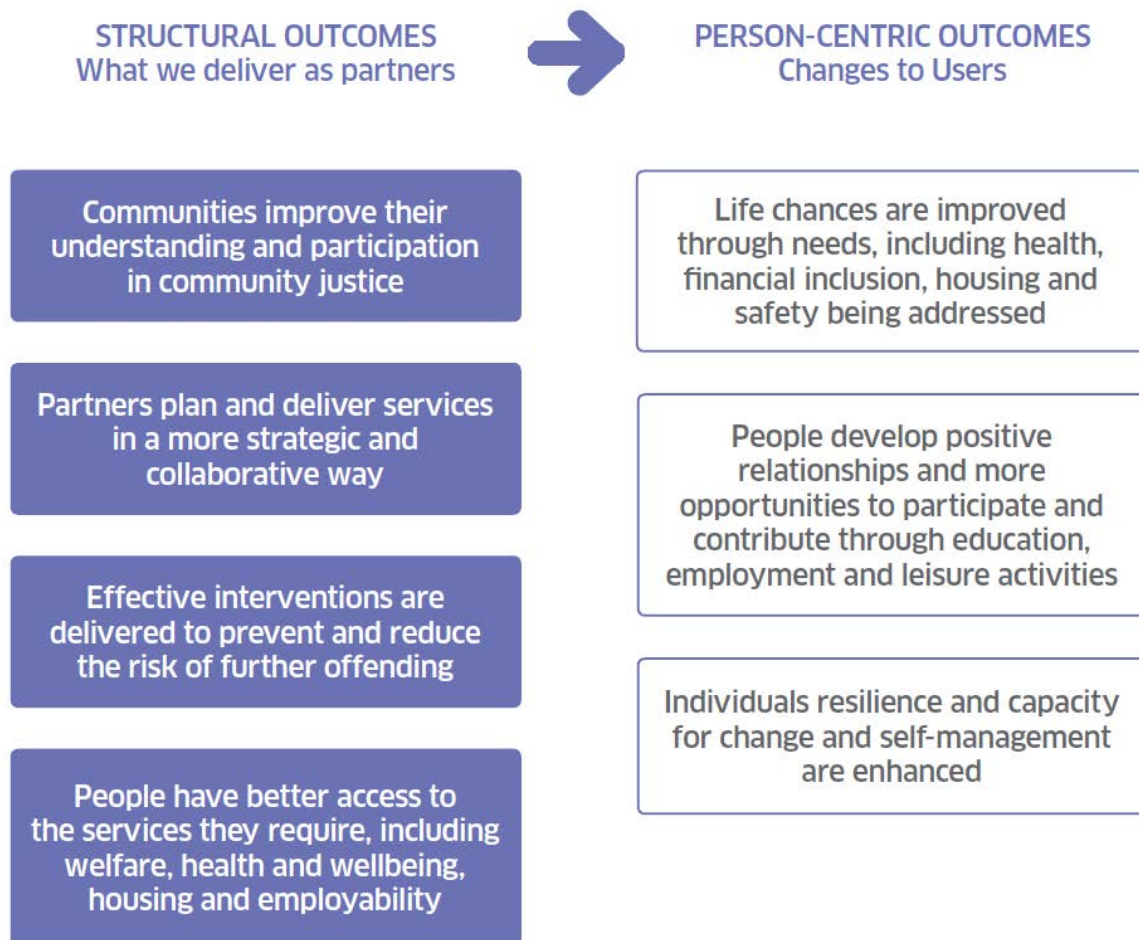 STRUCTURAL OUTCOMES
What we deliver as partners
PERSON-CENTRIC OUTCOMES
Changes to Users
Communities improve their
understanding and participation
in community justice
Partners plan and deliver services
in a more strategic and
collaborative way
Effective interventions are
delivered to prevent and reduce
the risk of further offending
People have better access to
the services they require, including
welfare, health and wellbeing,
housing and employability
Life chances are improved
through needs, including health,
financial inclusion, housing and
safety being addressed
People develop positive
relationships and more
opportunities to participate and
contribute through education,
employment and leisure activities
Individuals resilience and capacity
for change and self-management
are enhanced